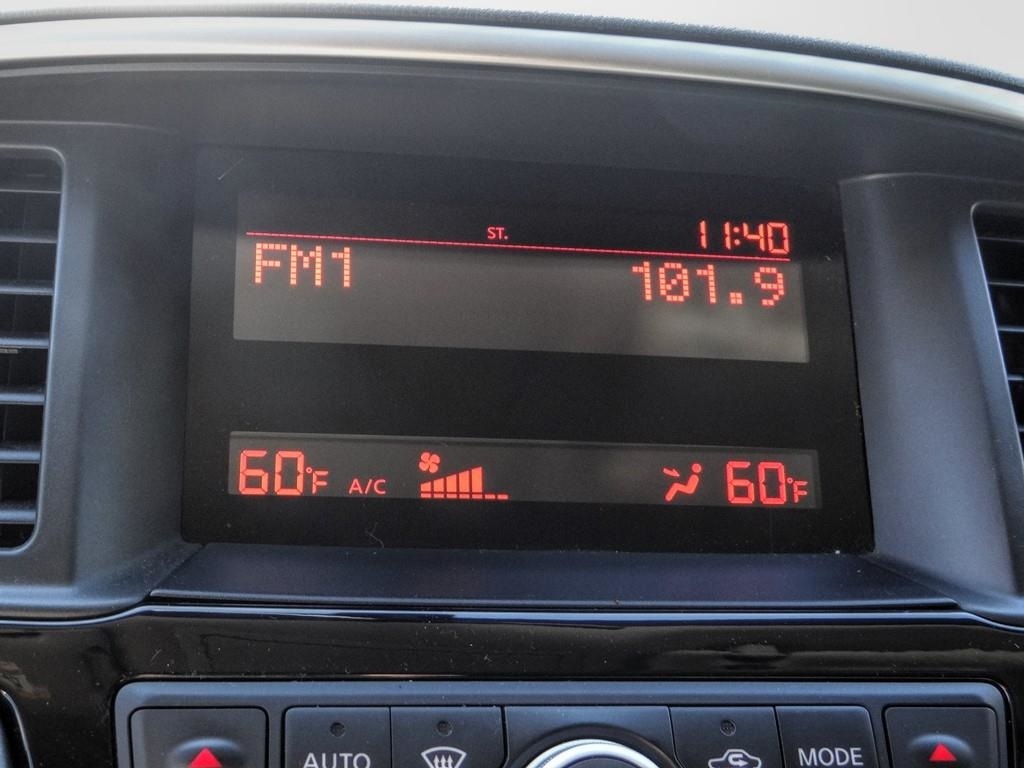 ST. 11:40
FM1 101.9
60°F A/C 60°F
AUTO MODE